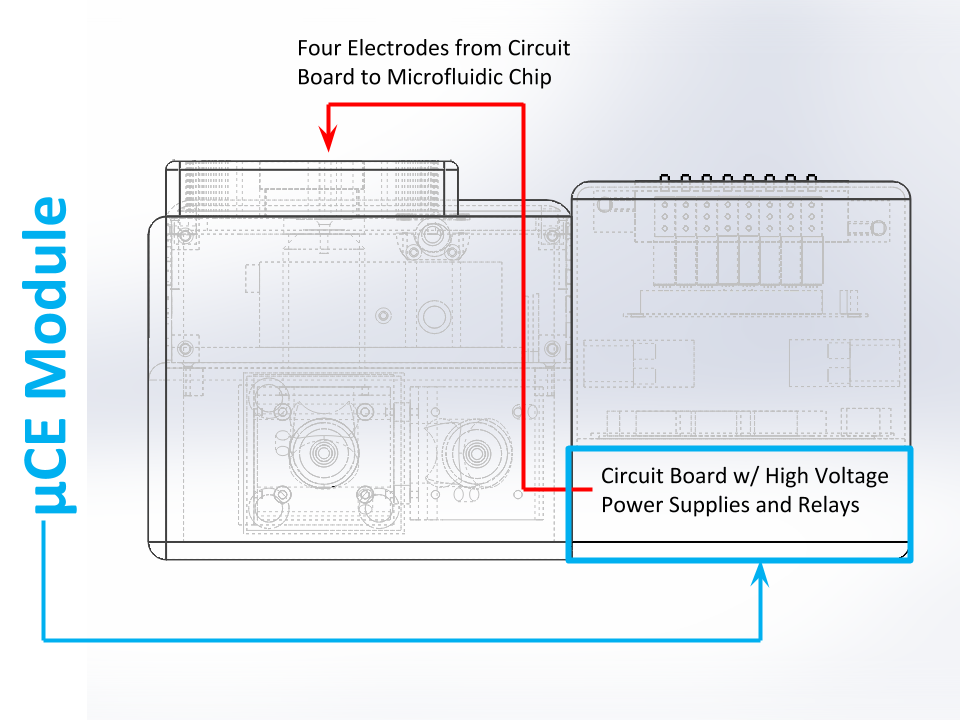 Four Electrodes from Circuit
Board to Microfluidic Chip
µCE Module
Circuit Board w/ High Voltage
Power Supplies and Relays